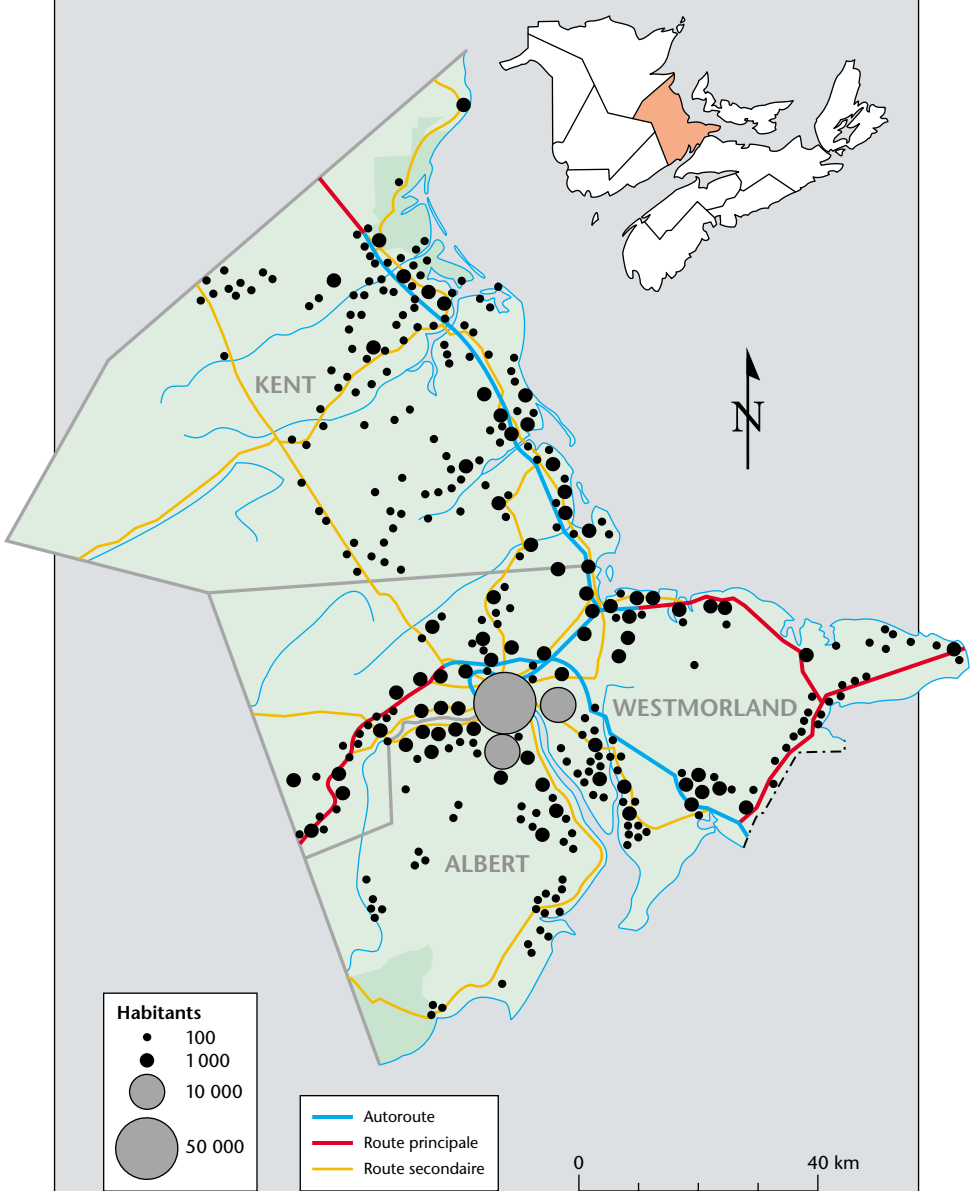 N
KENT
WESTMORLAND
ALBERT
Habitants
100
1 000
10 000
50 000
Autoroute
Route principale
Route secondaire
0 40 km